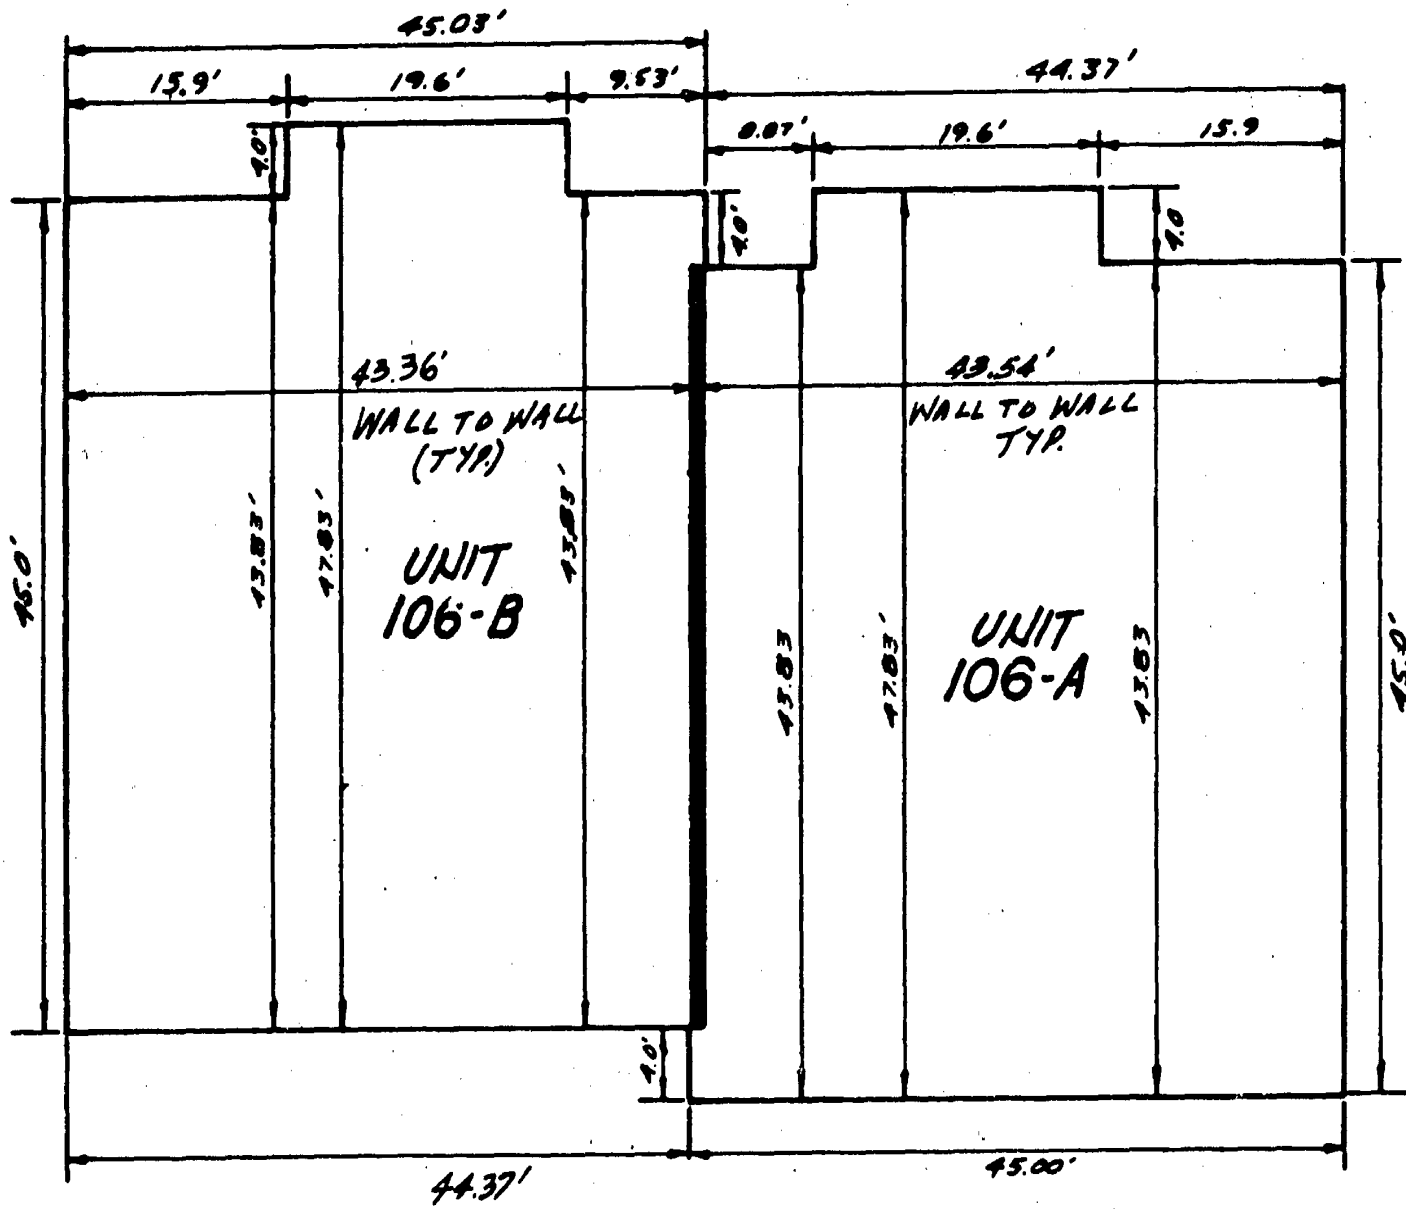 45.03'
15.9' 19.6' 9.53'
44.37'
8.87' 19.6' 15.9
4.0'
4.0'
4.0
43.36'
WALL TO WALL
(TYP.)
43.54'
WALL TO WALL
TYP.
45.0'
43.83'
47.83'
43.83'
UNIT
106-B
43.83
47.83'
UNIT
106-A
43.83
45.0'
4.0'
44.37'
45.00'